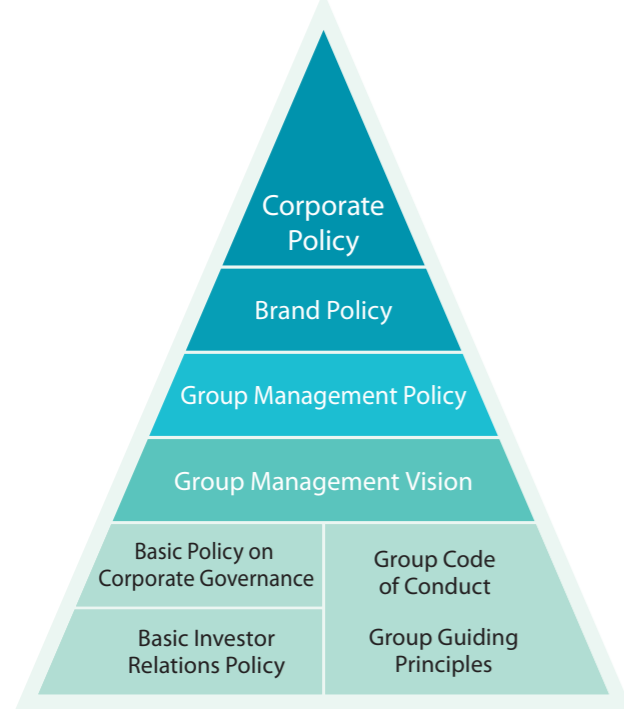 Corporate
Policy
Brand Policy
Group Management Policy
Group Management Vision
Basic Policy on
Corporate Governance
Basic Investor
Relations Policy
Group Code
of Conduct
Group Guiding
Principles